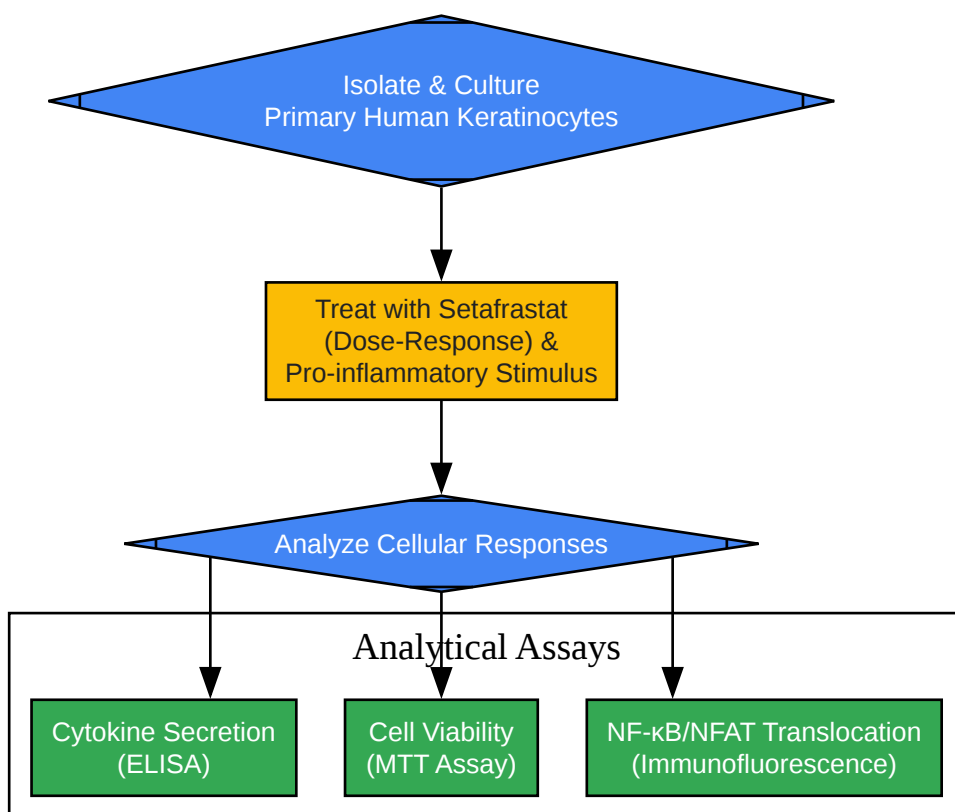 Isolate & Culture
Primary Human Keratinocytes
Treat with Setafrastat
(Dose-Response) &
Pro-inflammatory Stimulus
Analyze Cellular Responses
Analytical Assays
Cytokine Secretion
(ELISA)
Cell Viability
(MTT Assay)
NF-κB/NFAT Translocation
(Immunofluorescence)